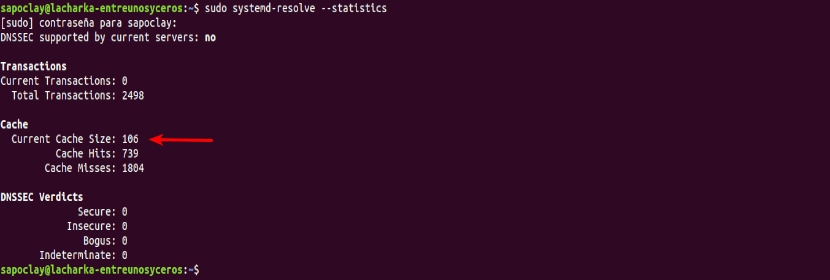 sapoclay@lacharka-entreunosyceros:~$ sudo systemd-resolve --statistics
[sudo] contraseña para sapoclay:
DNSSEC supported by current servers: no
Transactions
Current Transactions: 0
Total Transactions: 2498
Cache
Current Cache Size: 106
Cache Hits: 739
Cache Misses: 1804
DNSSEC Verdicts
Secure: 0
Insecure: 0
Bogus: 0
Indeterminate: 0
sapoclay@lacharka-entreunosyceros:~$